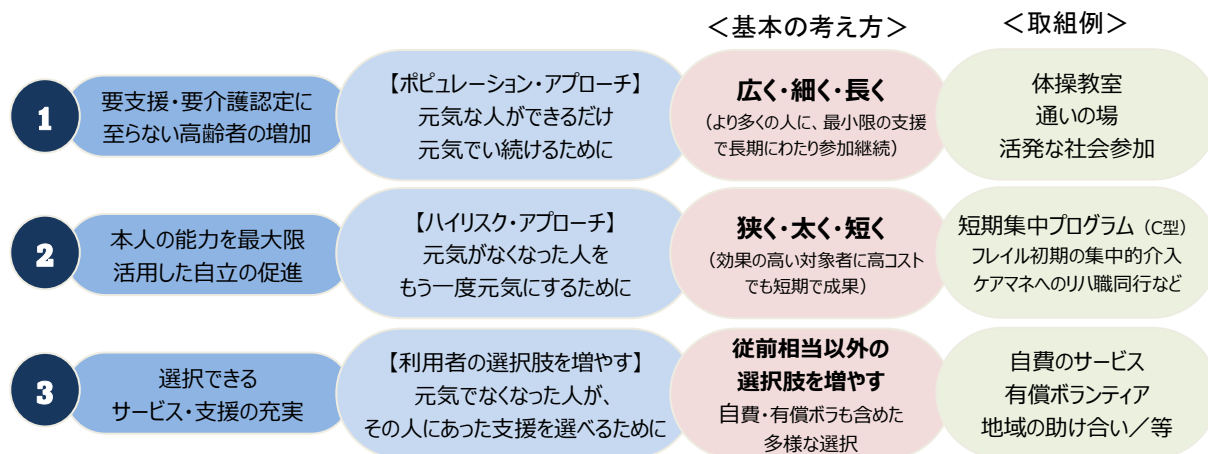 ＜基本の考え方＞
＜取組例＞
1
要支援・要介護認定に
至らない高齢者の増加
【ポピュレーション・アプローチ】
元気な人ができるだけ
元気でい続けるために
広く・細く・長く
（より多くの人に、最小限の支援
で長期にわたり参加継続）
体操教室
通いの場
活発な社会参加
2
本人の能力を最大限
活用した自立の促進
【ハイリスク・アプローチ】
元気がなくなった人を
もう一度元気にするために
狭く・太く・短く
（効果の高い対象者に高コスト
でも短期で成果）
短期集中プログラム（C型）
フレイル初期の集中的介入
ケアマネへのリハ職同行など
3
選択できる
サービス・支援の充実
【利用者の選択肢を増やす】
元気でなくなった人が、
その人にあった支援を選べるために
従前相当以外の
選択肢を増やす
自費・有償ボラも含めた
多様な選択
自費のサービス
有償ボランティア
地域の助け合い／等